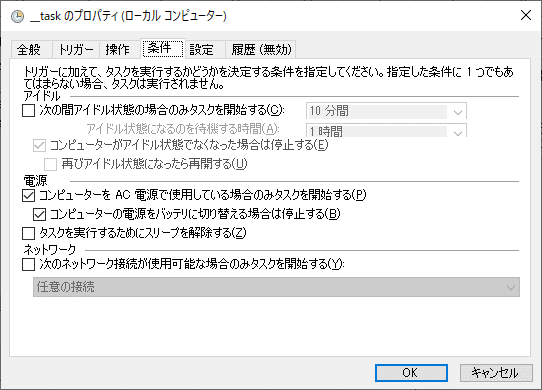 __task のプロパティ (ローカル コンピューター)
全般 トリガー 操作 条件 設定 履歴 (無効)
トリガーに加えて、タスクを実行するかどうかを決定する条件を指定してください。指定した条件に 1 つでもあ
てはまらない場合、タスクは実行されません。
アイドル
次の間アイドル状態の場合のみタスクを開始する(C): 10 分間
アイドル状態になるのを待機する時間(A): 1 時間
コンピューターがアイドル状態でなくなった場合は停止する(E)
再びアイドル状態になったら再開する(U)
電源
コンピューターを AC 電源で使用している場合のみタスクを開始する(P)
コンピューターの電源をバッテリに切り替える場合は停止する(B)
タスクを実行するためにスリープを解除する(Z)
ネットワーク
次のネットワーク接続が使用可能な場合のみタスクを開始する(Y):
任意の接続
OK キャンセル